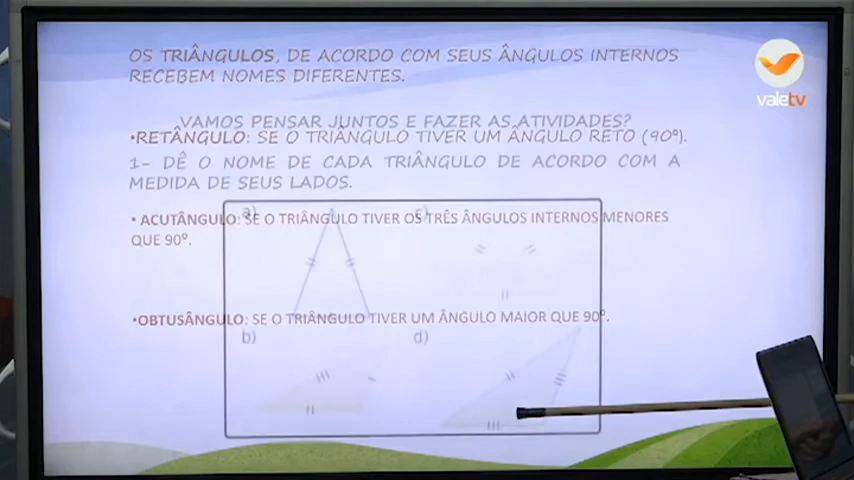 OS TRIÂNGULOS, DE ACORDO COM SEUS ÂNGULOS INTERNOS
RECEBEM NOMES DIFERENTES.
valetv
VAMOS PENSAR JUNTOS E FAZER AS ATIVIDADES?
•RETÂNGULO: SE O TRIÂNGULO TIVER UM ÂNGULO RETO (90º).
1- DÊ O NOME DE CADA TRIÂNGULO DE ACORDO COM A
MEDIDA DE SEUS LADOS.
a) c)
• ACUTÂNGULO: SE O TRIÂNGULO TIVER OS TRÊS ÂNGULOS INTERNOS MENORES
QUE 90º.
•OBTUSÂNGULO: SE O TRIÂNGULO TIVER UM ÂNGULO MAIOR QUE 90º.
b) d)